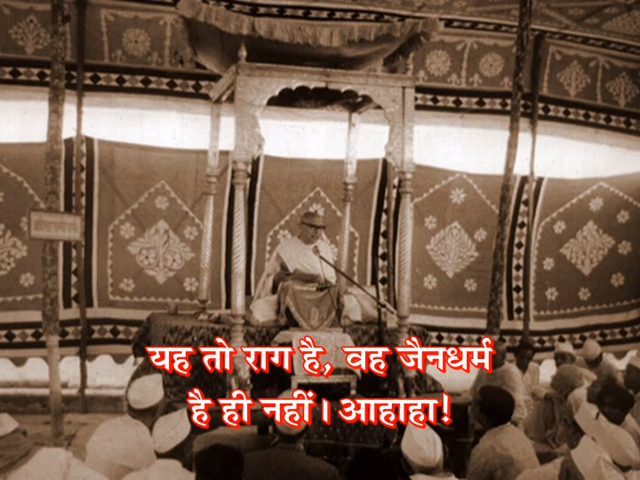 यह तो राग है, वह जैनधर्म
है ही नहीं। आहाहा!